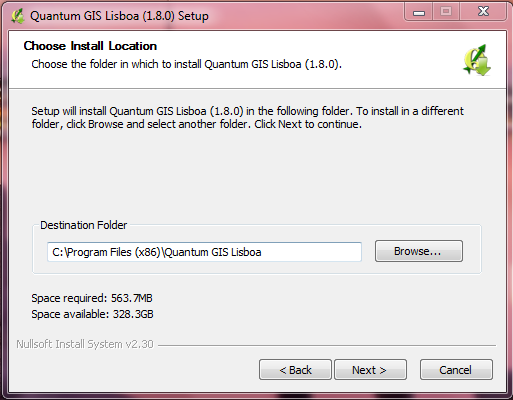 Quantum GIS Lisboa (1.8.0) Setup
Choose Install Location
Choose the folder in which to install Quantum GIS Lisboa (1.8.0).
Setup will install Quantum GIS Lisboa (1.8.0) in the following folder. To install in a different
folder, click Browse and select another folder. Click Next to continue.
Destination Folder
C:\Program Files (x86)\Quantum GIS Lisboa
Browse...
Space required: 563.7MB
Space available: 328.3GB
Nullsoft Install System v2.30
< Back
Next >
Cancel